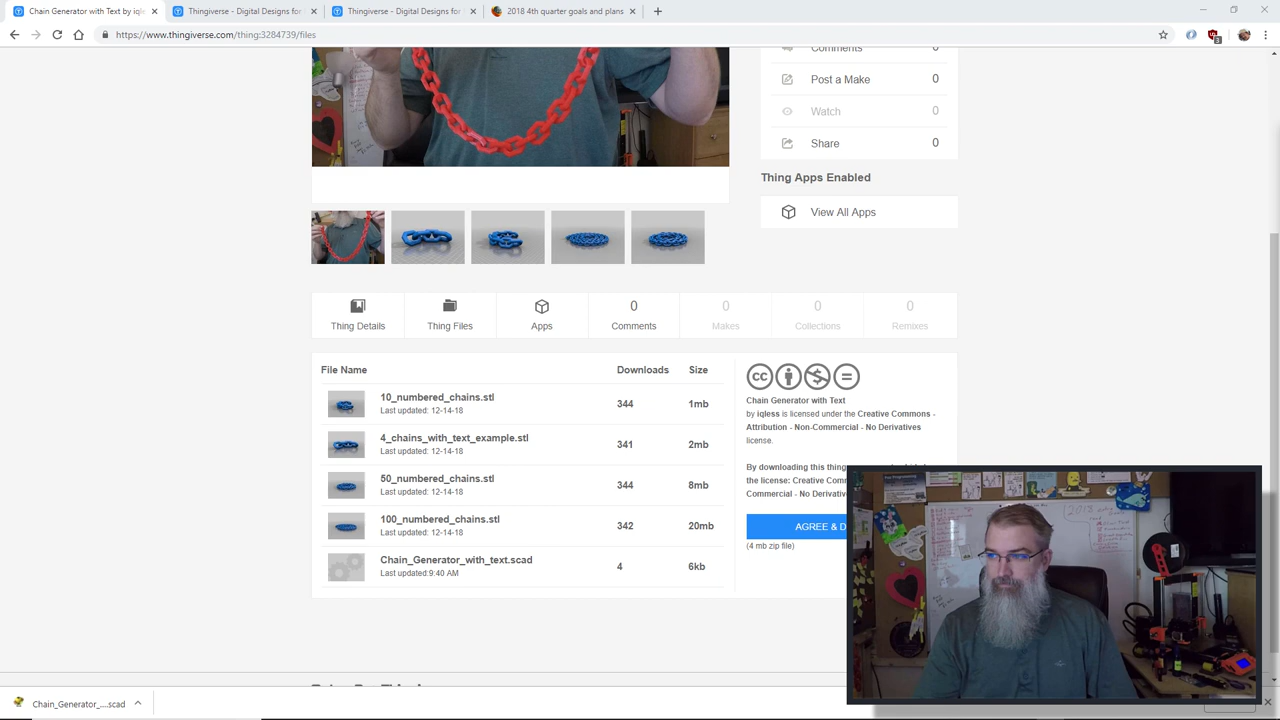 Chain Generator with Text by iqle
Thingiverse - Digital Designs for
Thingiverse - Digital Designs for
2018 4th quarter goals and plans
https://www.thingiverse.com/thing:3284739/files
Comments 0
Post a Make 0
Watch 0
Share 0
Thing Apps Enabled
View All Apps
0 0 0 0
Thing Details Thing Files Apps Comments Makes Collections Remixes
File Name Downloads Size
10_numbered_chains.stl 344 1mb
Last updated: 12-14-18
4_chains_with_text_example.stl 341 2mb
Last updated: 12-14-18
50_numbered_chains.stl 344 8mb
Last updated: 12-14-18
100_numbered_chains.stl 342 20mb
Last updated: 12-14-18
Chain_Generator_with_text.scad 4 6kb
Last updated:9:40 AM
cc
Chain Generator with Text
by iqless is licensed under the Creative Commons -
Attribution - Non-Commercial - No Derivatives
license.
By downloading this thing
the license: Creative Comm
Commercial - No Derivativ
AGREE & D
(4 mb zip file)
2018
Chain_Generator_....scad